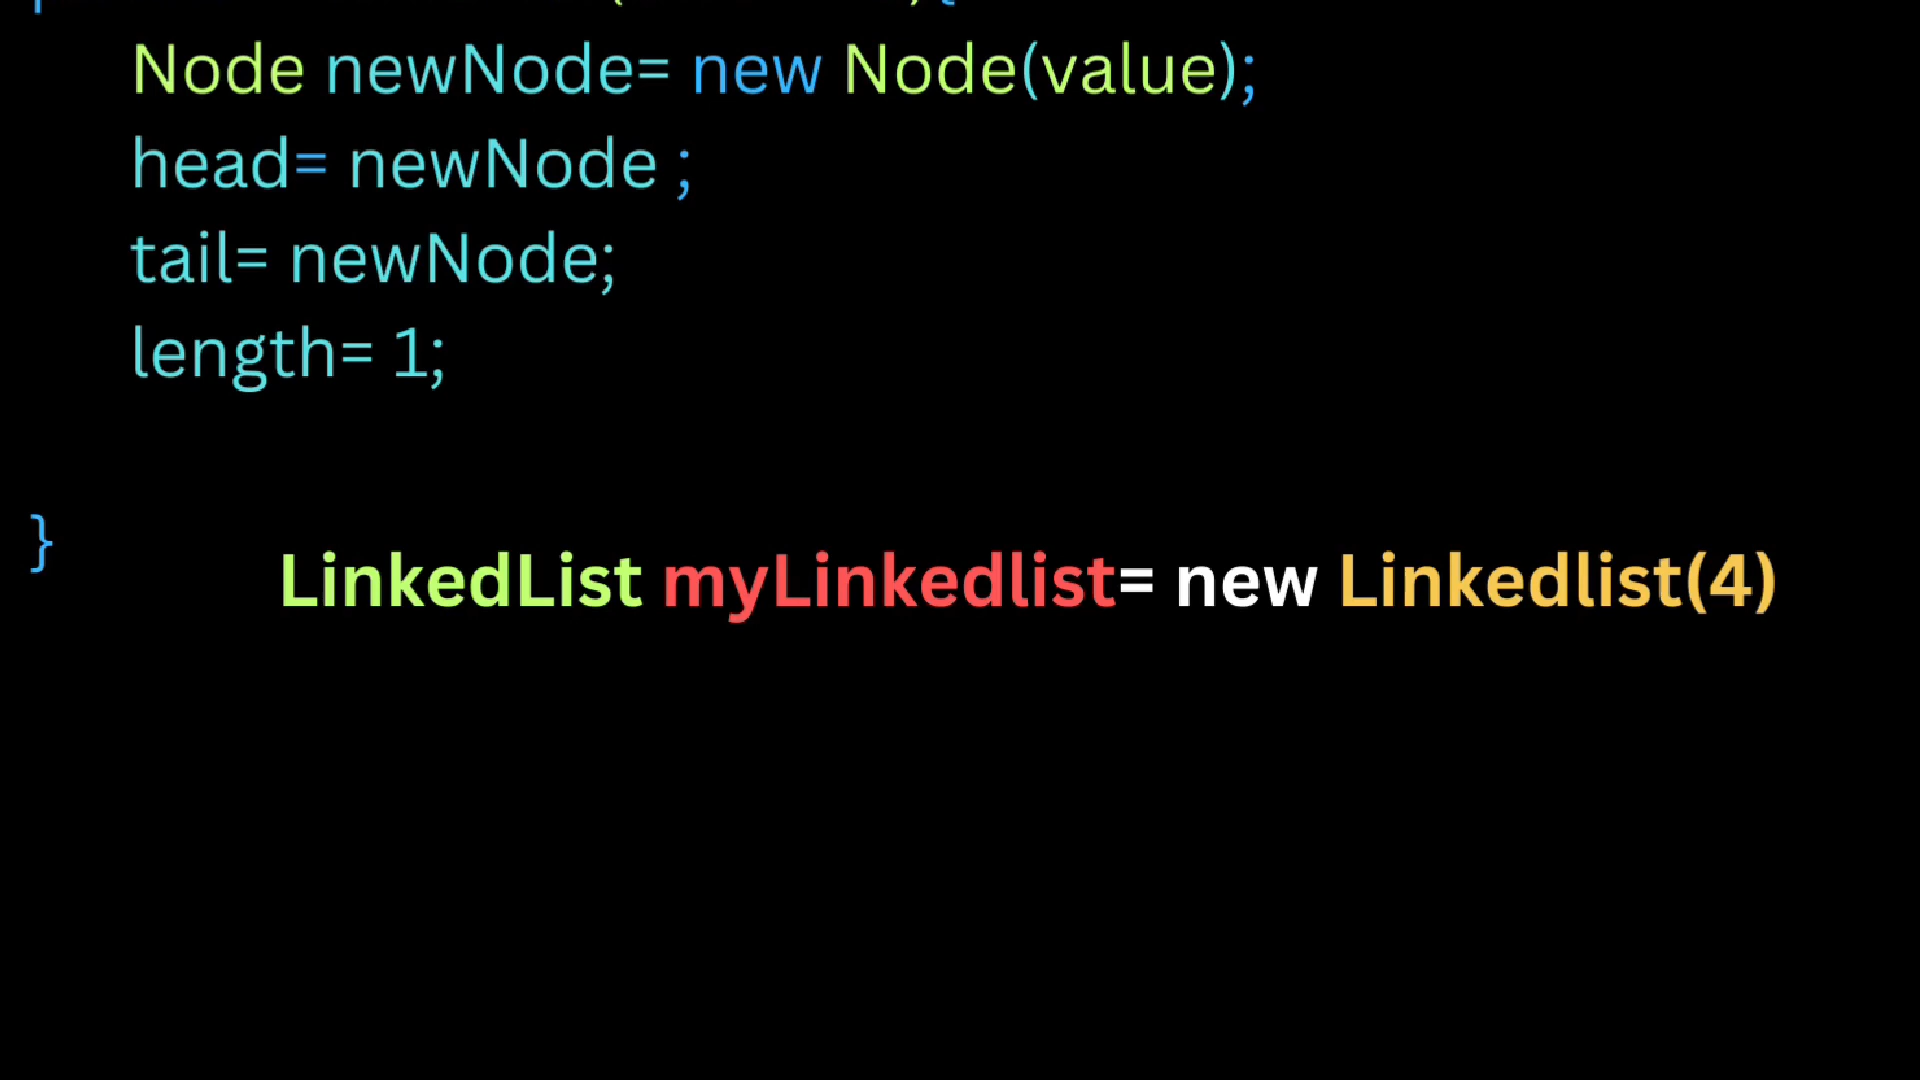 Node newNode= new Node(value);
head= newNode ;
tail= newNode;
length= 1;
}
LinkedList myLinkedlist= new Linkedlist(4)